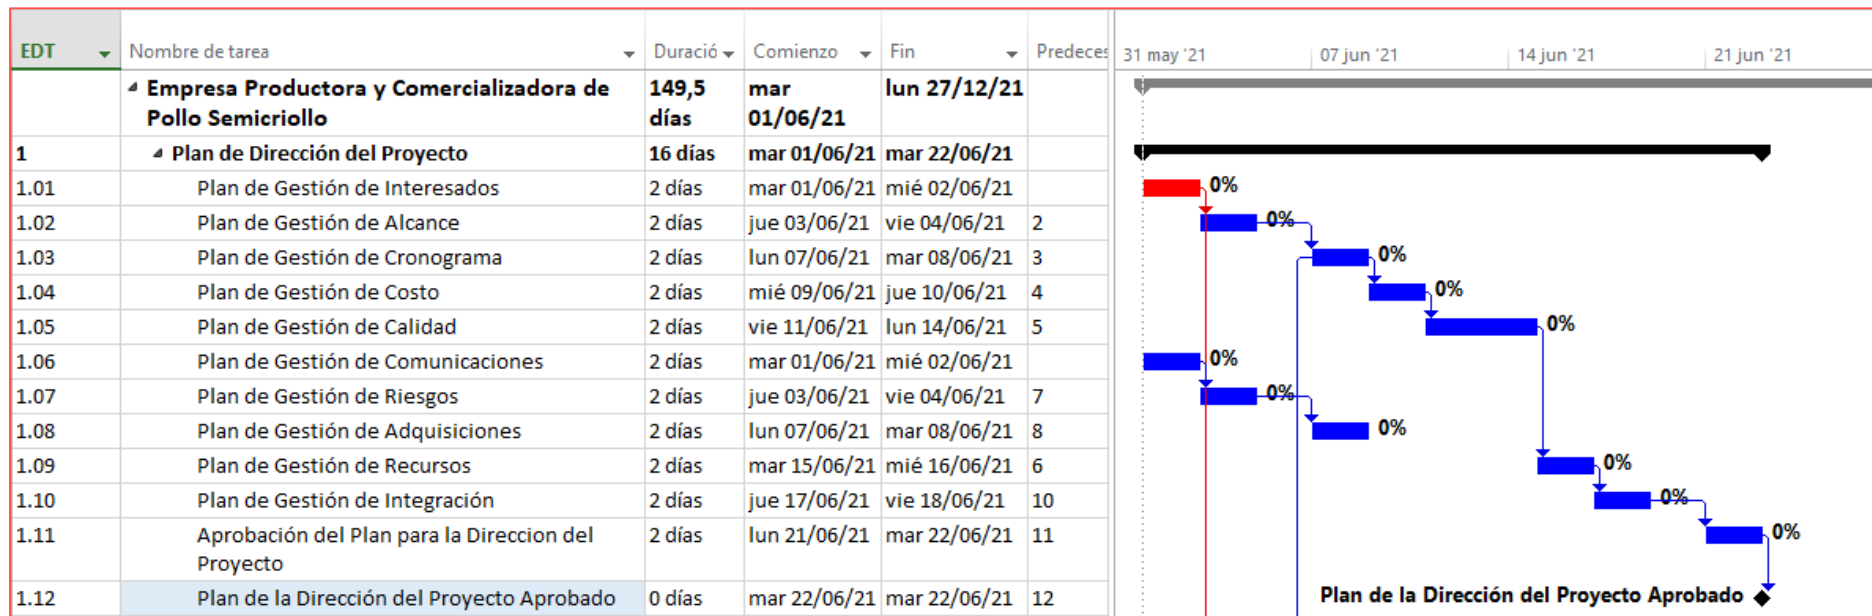 EDT Nombre de tarea Duració Comienzo Fin Predeces 31 may '21 07 jun '21 14 jun '21 21 jun '21
Empresa Productora y Comercializadora de 149,5 mar lun 27/12/21
Pollo Semicriollo días 01/06/21
1 Plan de Dirección del Proyecto 16 días mar 01/06/21 mar 22/06/21
1.01 Plan de Gestión de Interesados 2 días mar 01/06/21 mié 02/06/21 0%
1.02 Plan de Gestión de Alcance 2 días jue 03/06/21 vie 04/06/21 2 0%
1.03 Plan de Gestión de Cronograma 2 días lun 07/06/21 mar 08/06/21 3 0%
1.04 Plan de Gestión de Costo 2 días mié 09/06/21 jue 10/06/21 4 0%
1.05 Plan de Gestión de Calidad 2 días vie 11/06/21 lun 14/06/21 5 0%
1.06 Plan de Gestión de Comunicaciones 2 días mar 01/06/21 mié 02/06/21 0%
1.07 Plan de Gestión de Riesgos 2 días jue 03/06/21 vie 04/06/21 7 0%
1.08 Plan de Gestión de Adquisiciones 2 días lun 07/06/21 mar 08/06/21 8 0%
1.09 Plan de Gestión de Recursos 2 días mar 15/06/21 mié 16/06/21 6 0%
1.10 Plan de Gestión de Integración 2 días jue 17/06/21 vie 18/06/21 10 0%
1.11 Aprobación del Plan para la Direccion del 2 días lun 21/06/21 mar 22/06/21 11 0%
Proyecto
1.12 Plan de la Dirección del Proyecto Aprobado 0 días mar 22/06/21 mar 22/06/21 12 Plan de la Dirección del Proyecto Aprobado